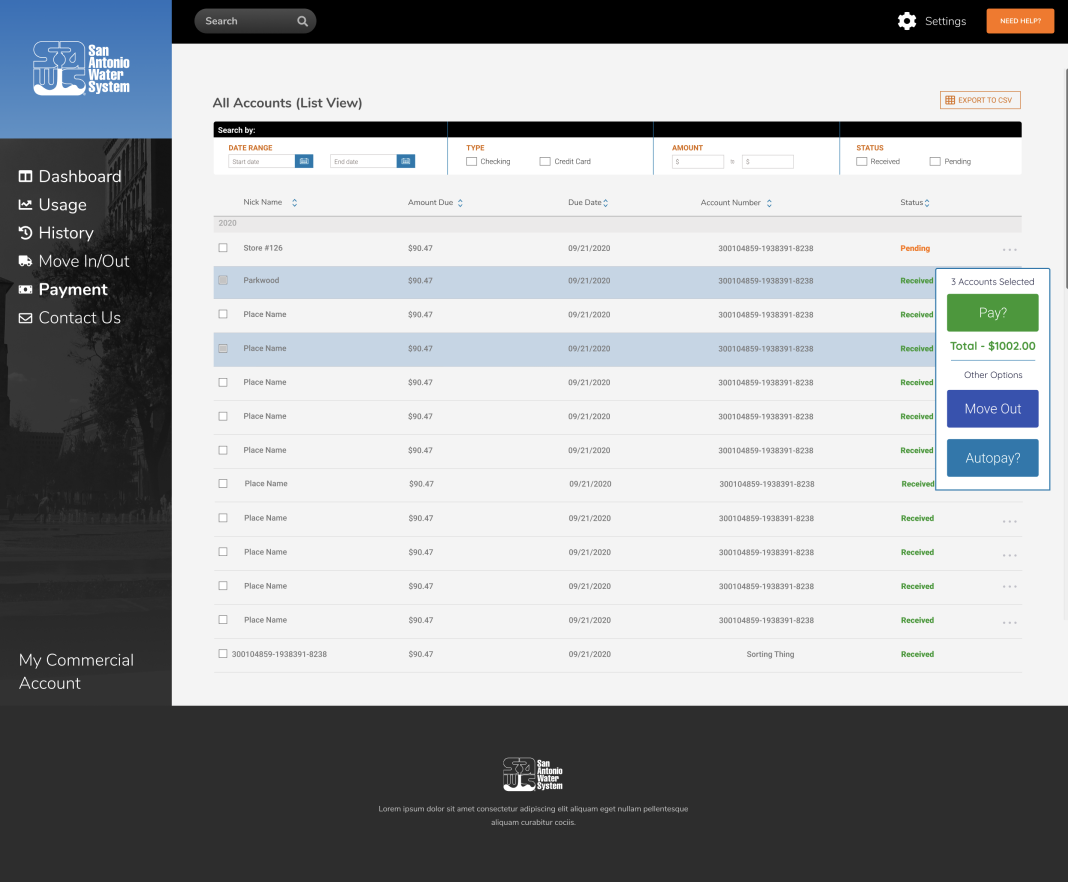 Search
Settings
NEED HELP?
San
Antonio
Water
System
Dashboard
Usage
History
Move In/Out
Payment
Contact Us
My Commercial
Account
All Accounts (List View)
EXPORT TO CSV
Search by:
DATE RANGE
Start date
End date
TYPE
Checking
Credit Card
AMOUNT
$
=
$
STATUS
Received
Pending
Nick Name Amount Due Due Date Account Number Status
2020
Store #126 $90.47 09/21/2020 300104859-1938391-8238 Pending ...
Parkwood $90.47 09/21/2020 300104859-1938391-8238 Received
Place Name $90.47 09/21/2020 300104859-1938391-8238 Received
Place Name $90.47 09/21/2020 300104859-1938391-8238 Received
Place Name $90.47 09/21/2020 300104859-1938391-8238 Received
Place Name $90.47 09/21/2020 300104859-1938391-8238 Received
Place Name $90.47 09/21/2020 300104859-1938391-8238 Received
Place Name $90.47 09/21/2020 300104859-1938391-8238 Received
Place Name $90.47 09/21/2020 300104859-1938391-8238 Received ...
Place Name $90.47 09/21/2020 300104859-1938391-8238 Received ...
Place Name $90.47 09/21/2020 300104859-1938391-8238 Received ...
Place Name $90.47 09/21/2020 300104859-1938391-8238 Received ...
300104859-1938391-8238 $90.47 09/21/2020 Sorting Thing Received
3 Accounts Selected
Pay?
Total - $1002.00
Other Options
Move Out
Autopay?
San
Antonio
Water
System
Lorem ipsum dolor sit amet consectetur adipiscing elit aliquam eget nullam pellentesque
aliquam curabitur cociis.